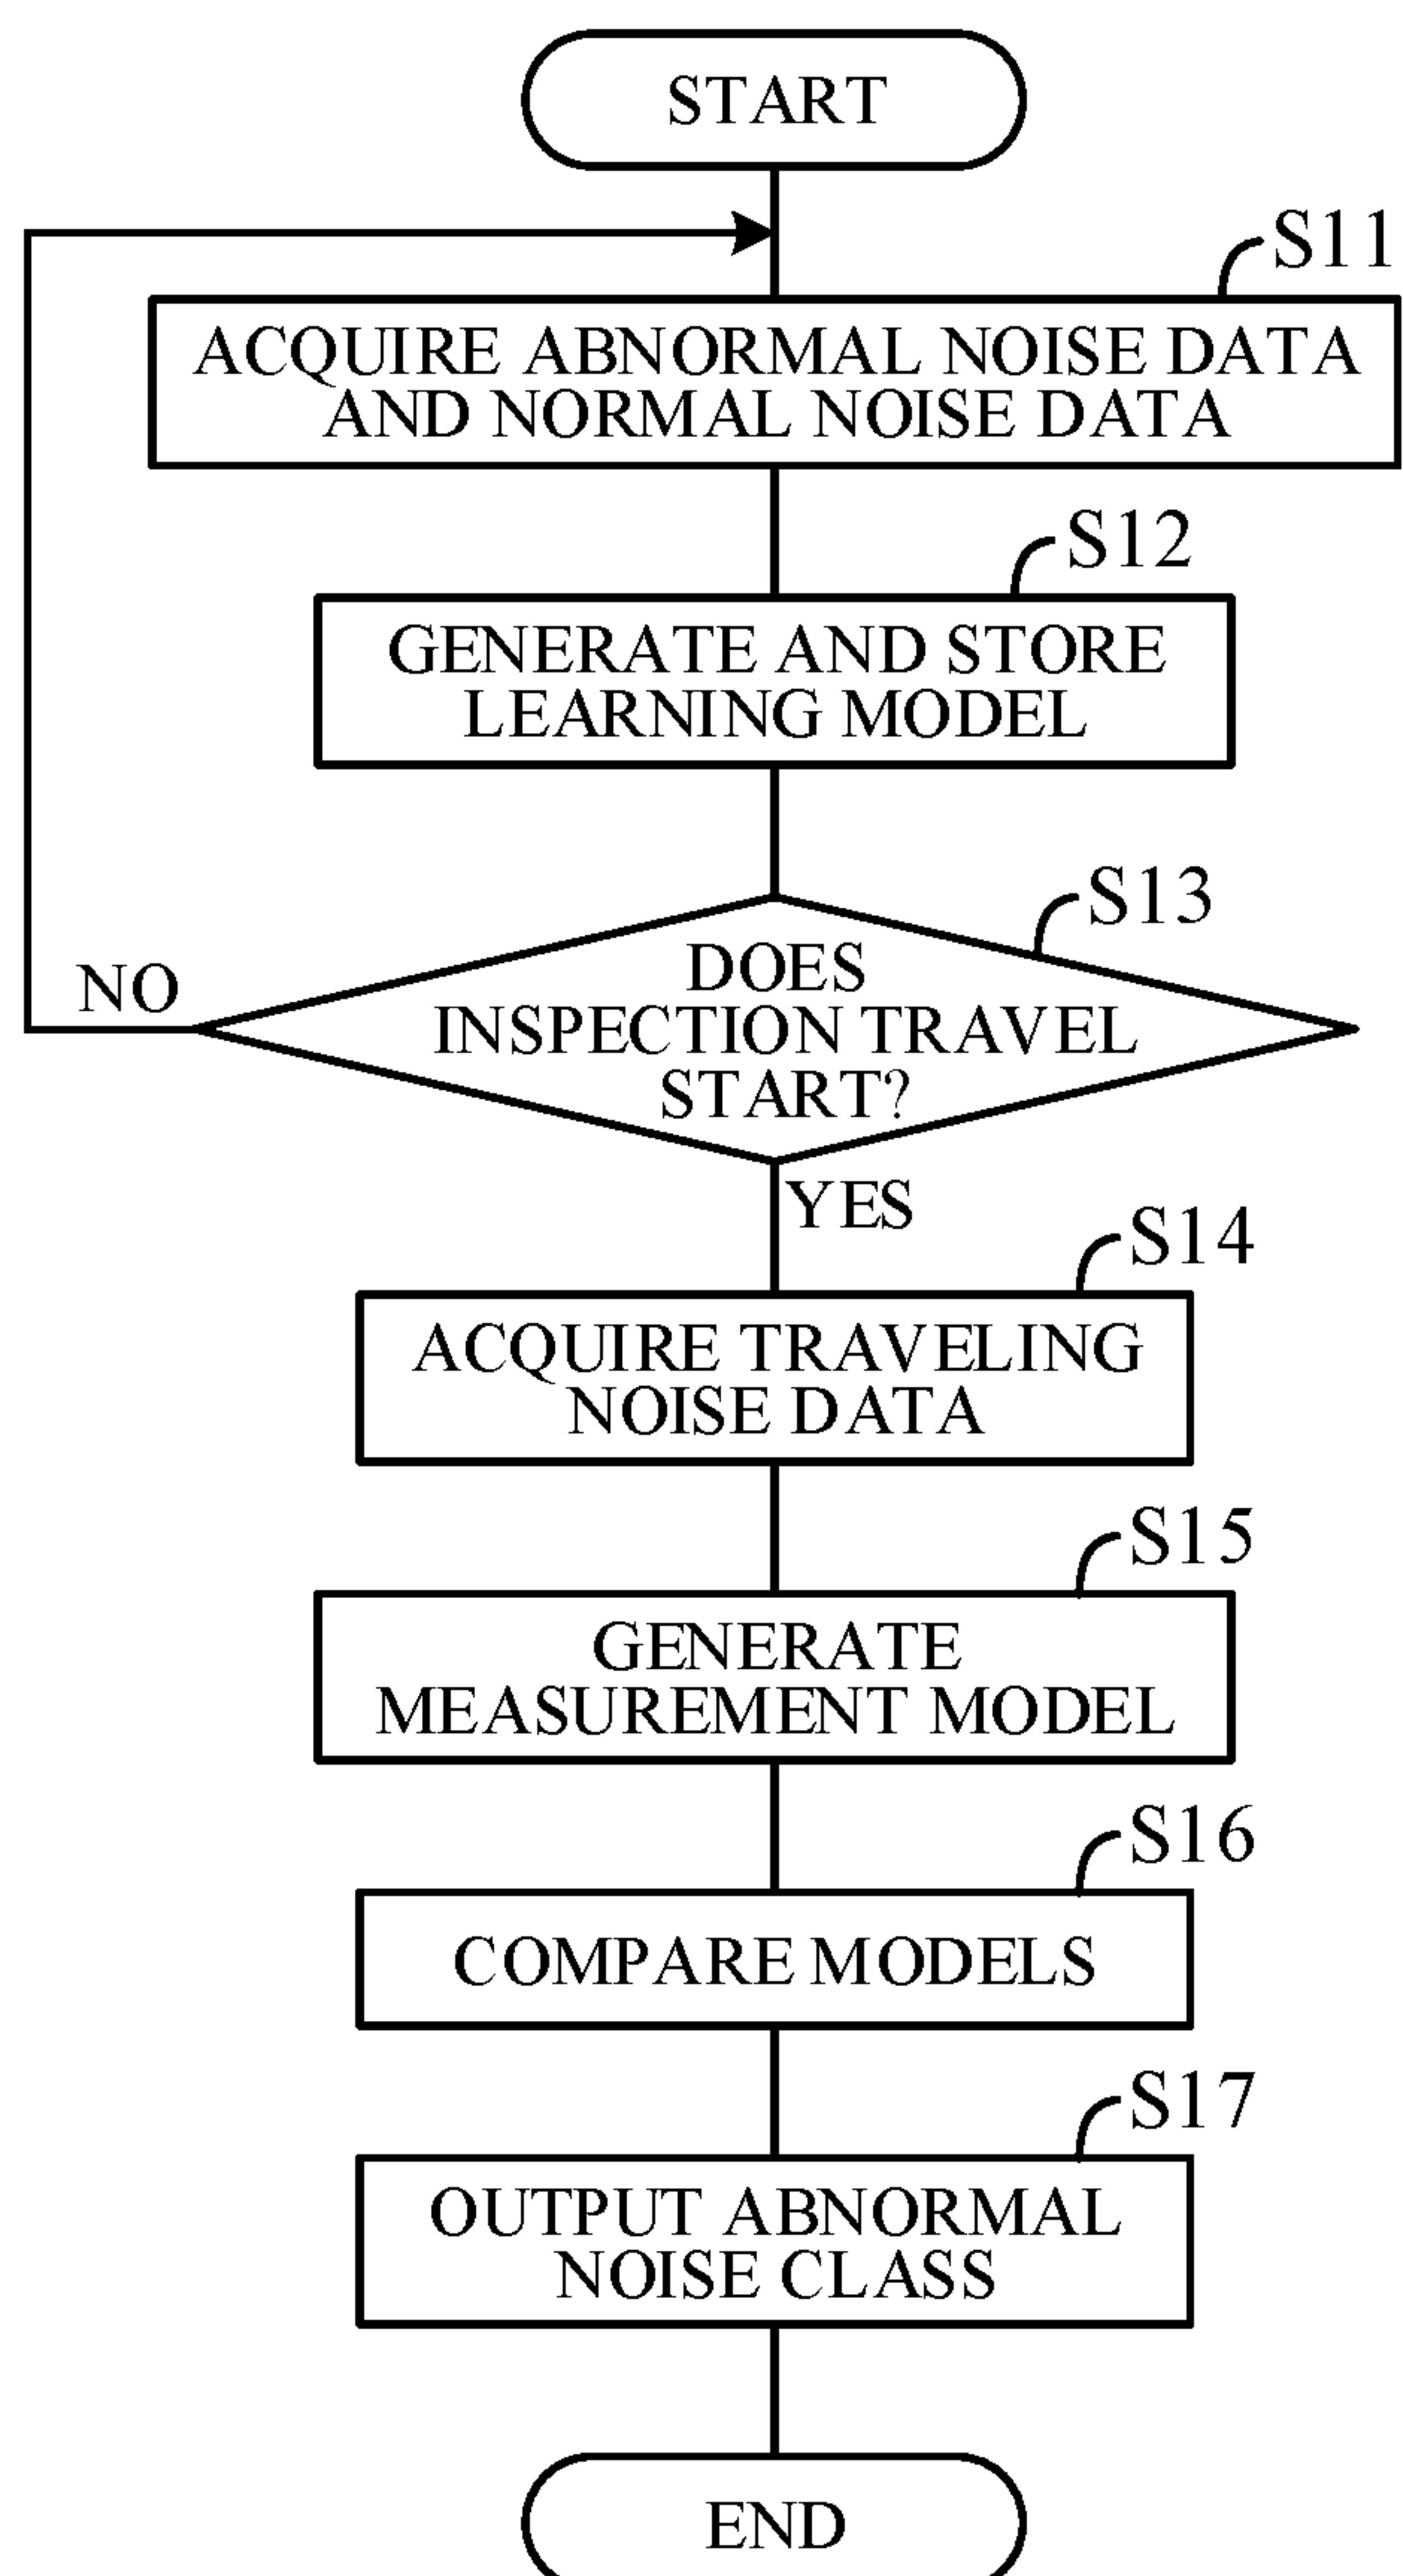 START
S11
ACQUIRE ABNORMAL NOISE DATA
AND NORMAL NOISE DATA
S12
GENERATE AND STORE
LEARNING MODEL
S13
DOES
INSPECTION TRAVEL
START?
NO
YES
S14
ACQUIRE TRAVELING
NOISE DATA
S15
GENERATE
MEASUREMENT MODEL
S16
COMPARE MODELS
S17
OUTPUT ABNORMAL
NOISE CLASS
END